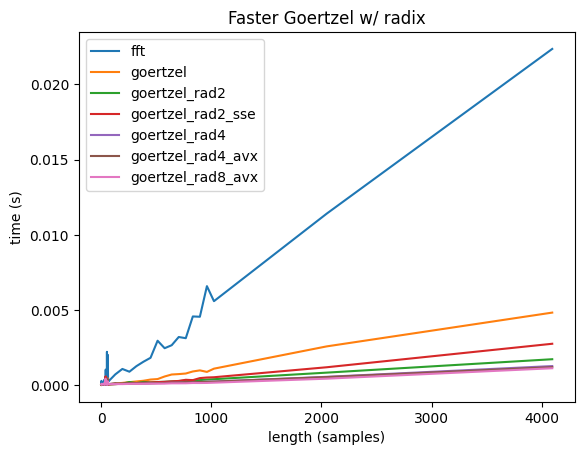 Faster Goertzel w/ radix
fft
goertzel
goertzel_rad2
goertzel_rad2_sse
goertzel_rad4
goertzel_rad4_avx
goertzel_rad8_avx
time (s)
0.020
0.015
0.010
0.005
0.000
0
1000
2000
3000
4000
length (samples)